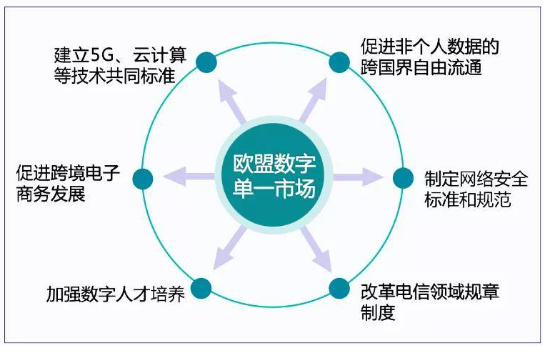 建立5G、云计算
等技术共同标准
促进非个人数据的
跨国界自由流通
欧盟数字
单一市场
促进跨境电子
商务发展
制定网络安全
标准和规范
加强数字人才培养
改革电信领域规章
制度